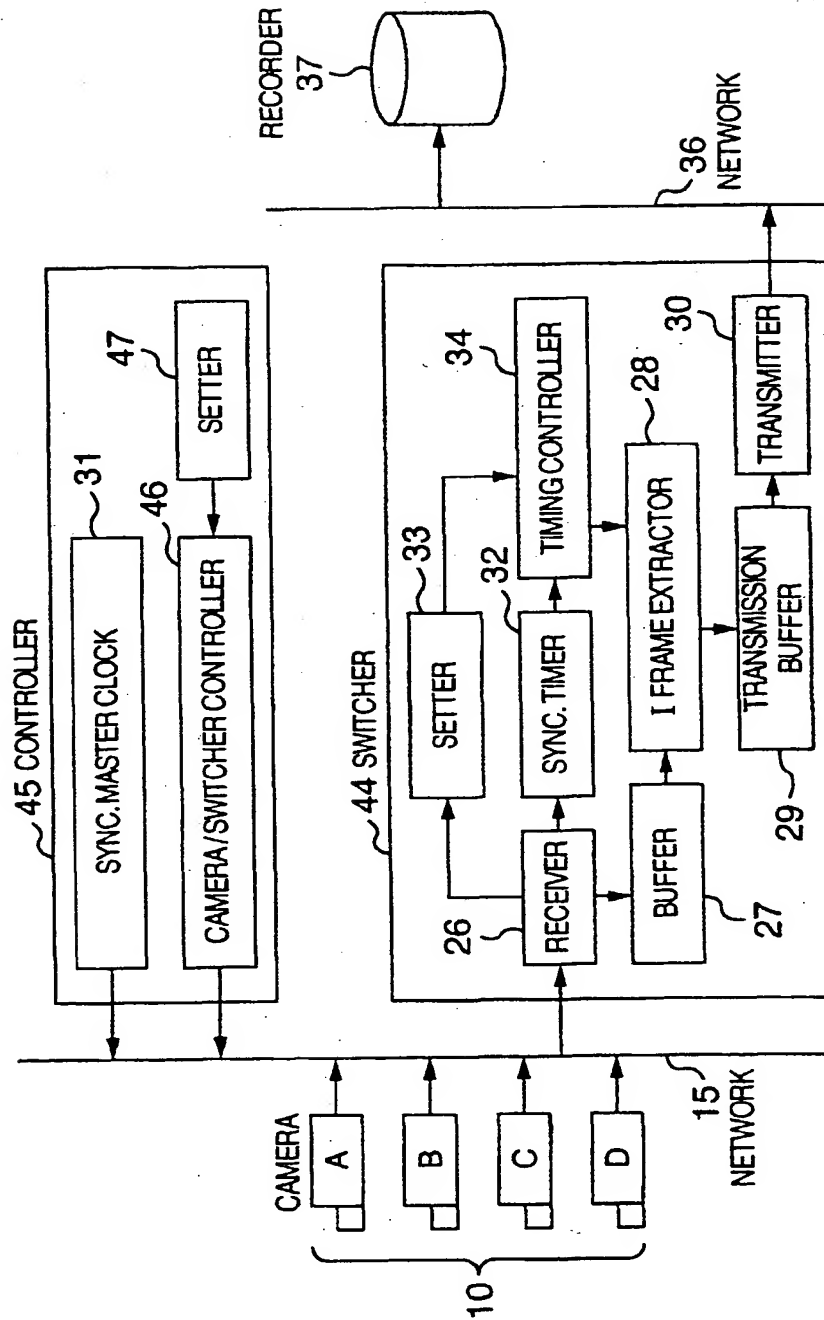 45 CONTROLLER
SYNC. MASTER CLOCK
31
CAMERA / SWITCHER CONTROLLER
46
SETTER
47
RECORDER
37
CAMERA
A
B
C
D
10
15
NETWORK
44 SWITCHER
SETTER
33
RECEIVER
26
SYNC. TIMER
32
TIMING CONTROLLER
34
BUFFER
27
I FRAME EXTRACTOR
28
TRANSMISSION
BUFFER
29
TRANSMITTER
30
36
NETWORK